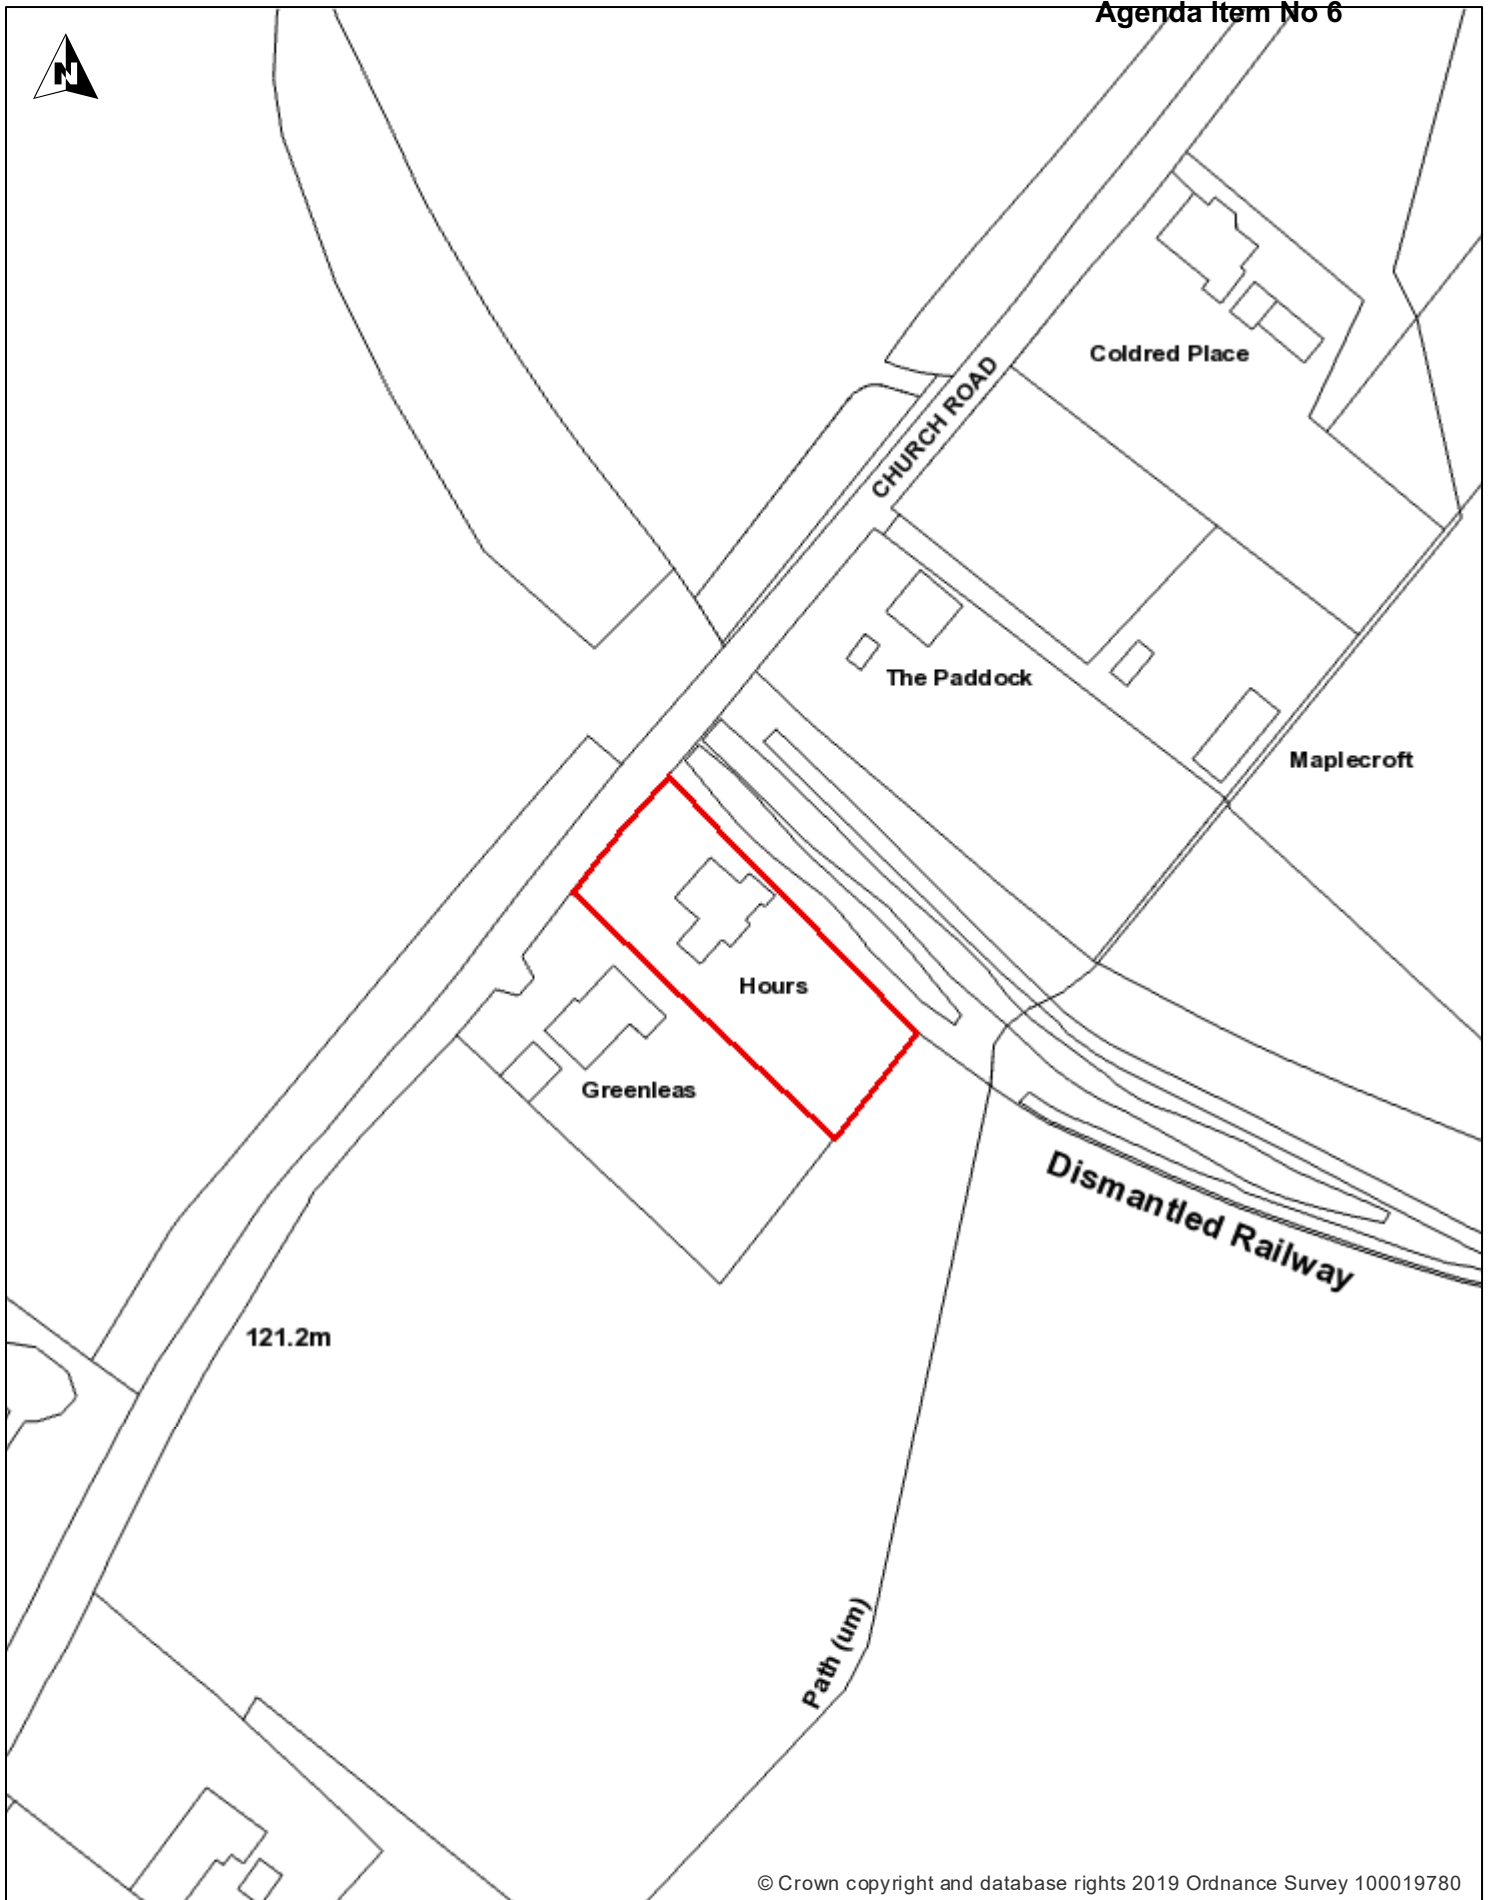 Agenda Item No 6
N
Coldred Place
CHURCH ROAD
The Paddock
Maplecroft
Hours
Greenleas
Dismantled Railway
121.2m
Path (um)
© Crown copyright and database rights 2019 Ordnance Survey 100019780